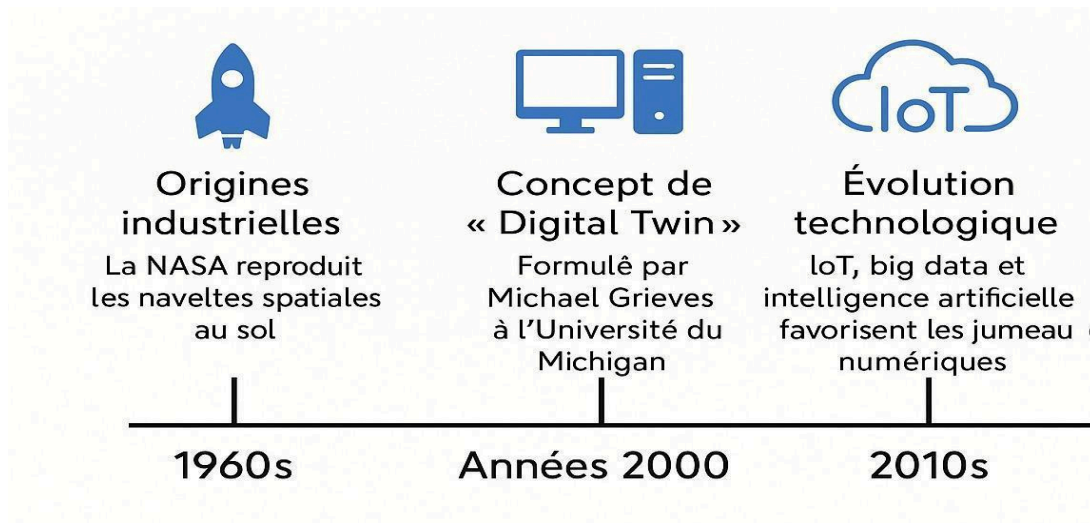 IoT
Origines
industrielles
La NASA reproduit
les naveltes spatiales
au sol
Concept de
« Digital Twin »
Formulê par
Michael Grieves
à l'Université du
Michigan
Évolution
technologique
IoT, big data et
intelligence artificielle
favorisent les jumeau
numériques
1960s
Années 2000
2010s